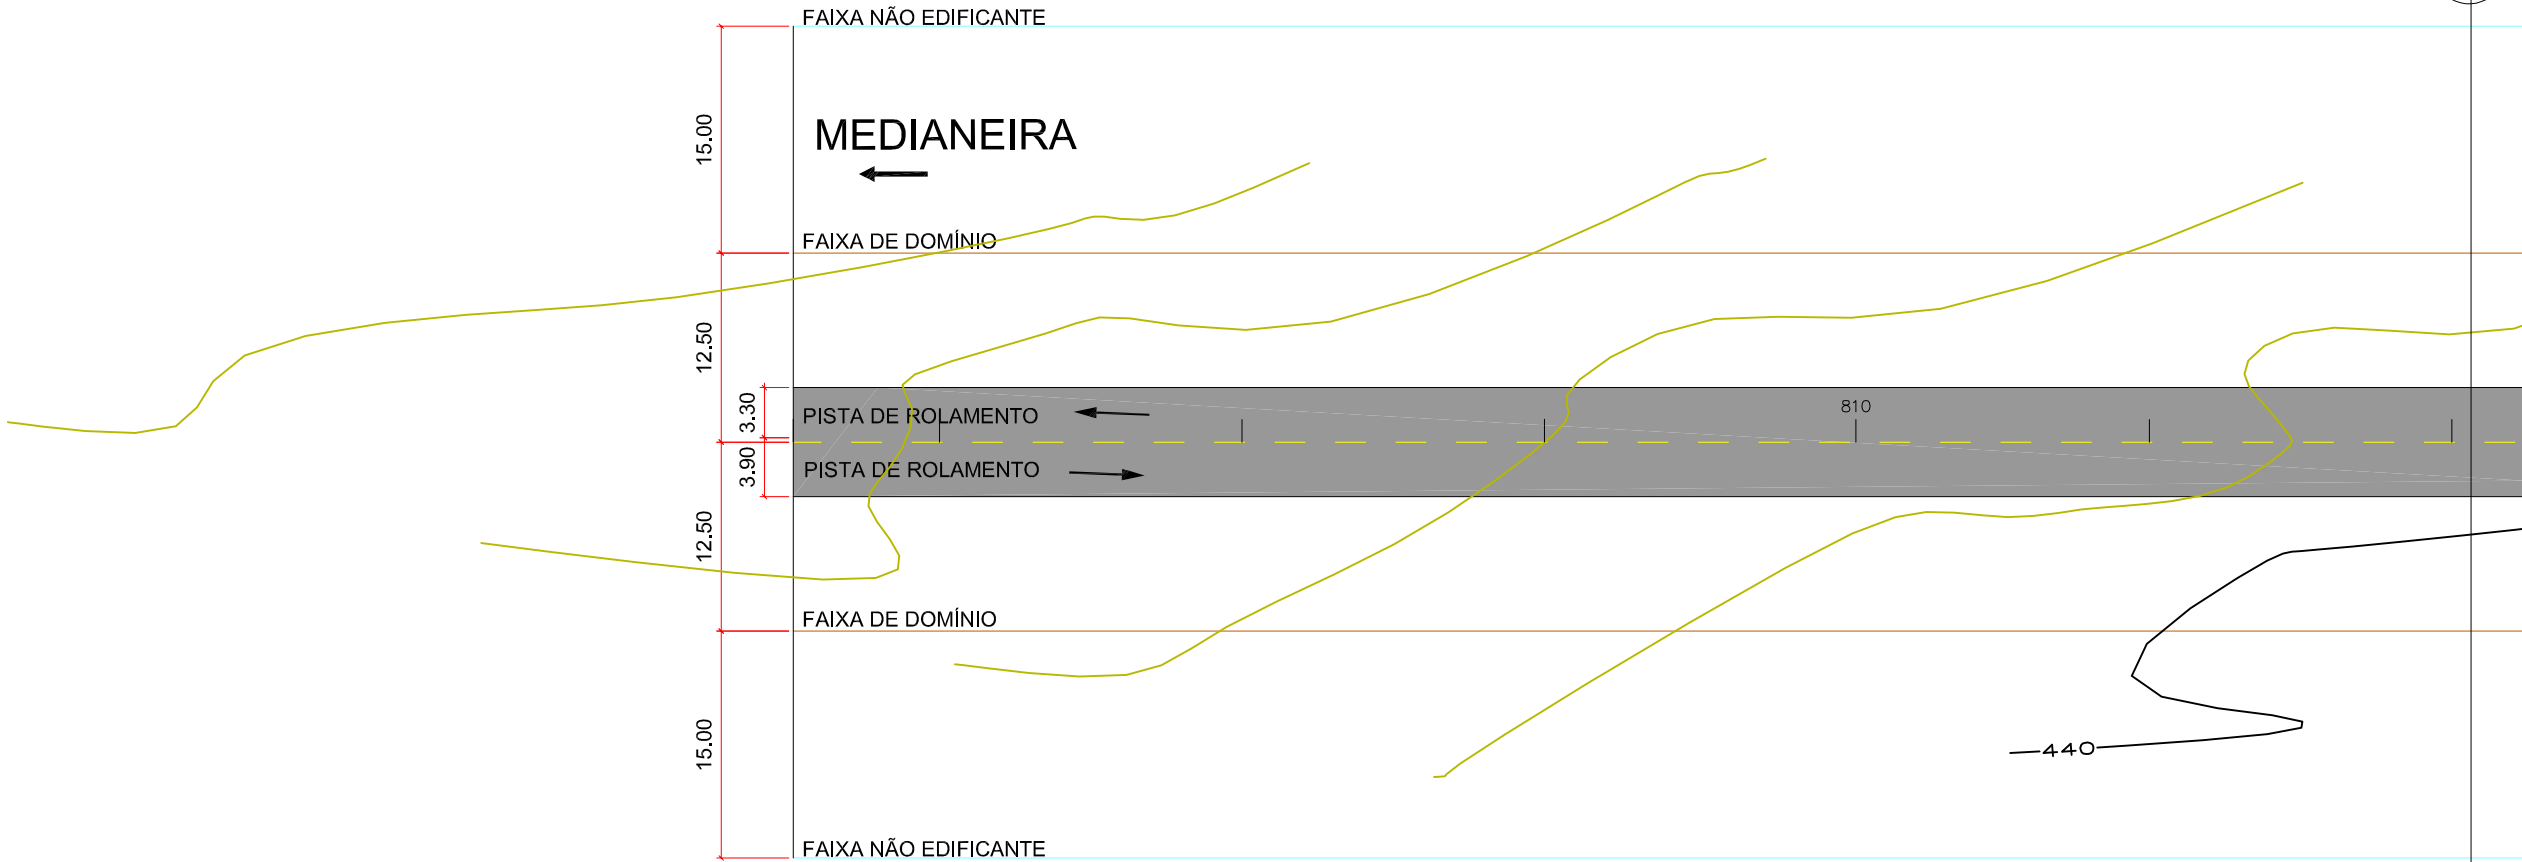 FAIXA NÃO EDIFICANTE
15.00
MEDIANEIRA
FAIXA DE DOMÍNIO
12.50
3.30
PISTA DE ROLAMENTO
810
3.90
PISTA DE ROLAMENTO
12.50
FAIXA DE DOMÍNIO
15.00
440
FAIXA NÃO EDIFICANTE